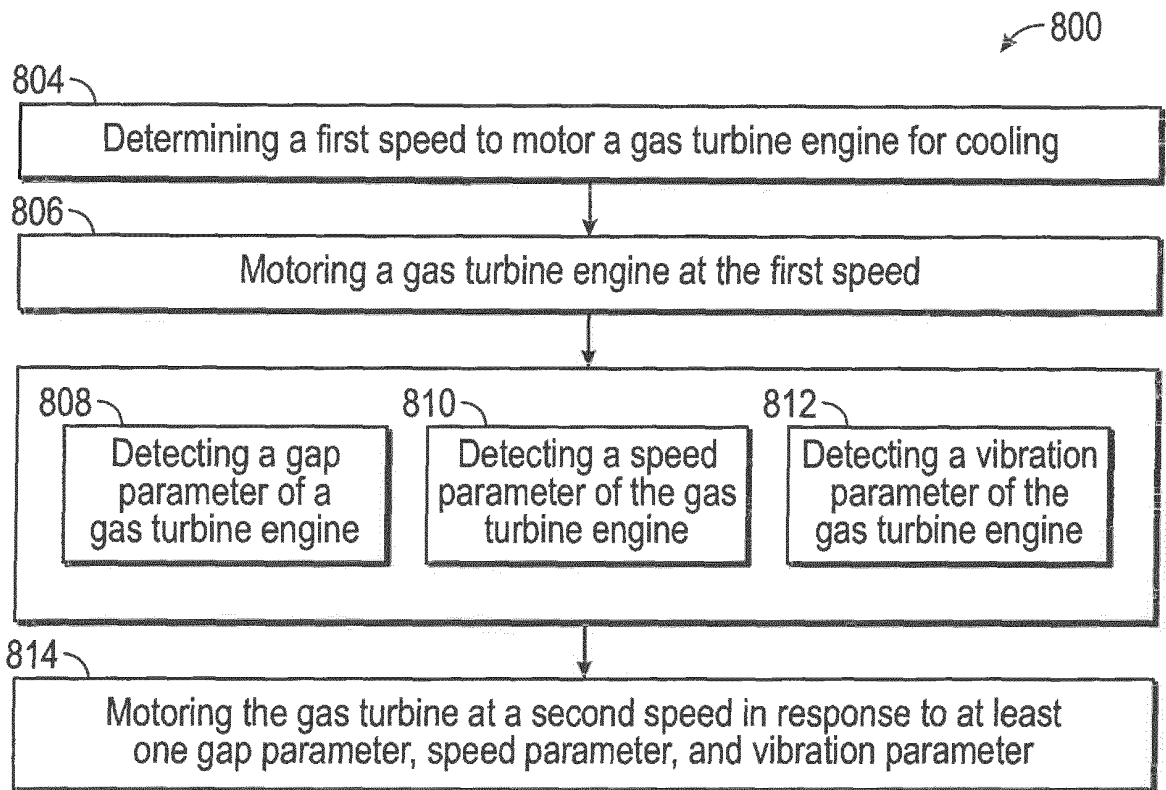 800
804
Determining a first speed to motor a gas turbine engine for cooling
806
Motoring a gas turbine engine at the first speed
808
Detecting a gap
parameter of a
gas turbine engine
810
Detecting a speed
parameter of the gas
turbine engine
812
Detecting a vibration
parameter of the
gas turbine engine
814
Motoring the gas turbine at a second speed in response to at least
one gap parameter, speed parameter, and vibration parameter